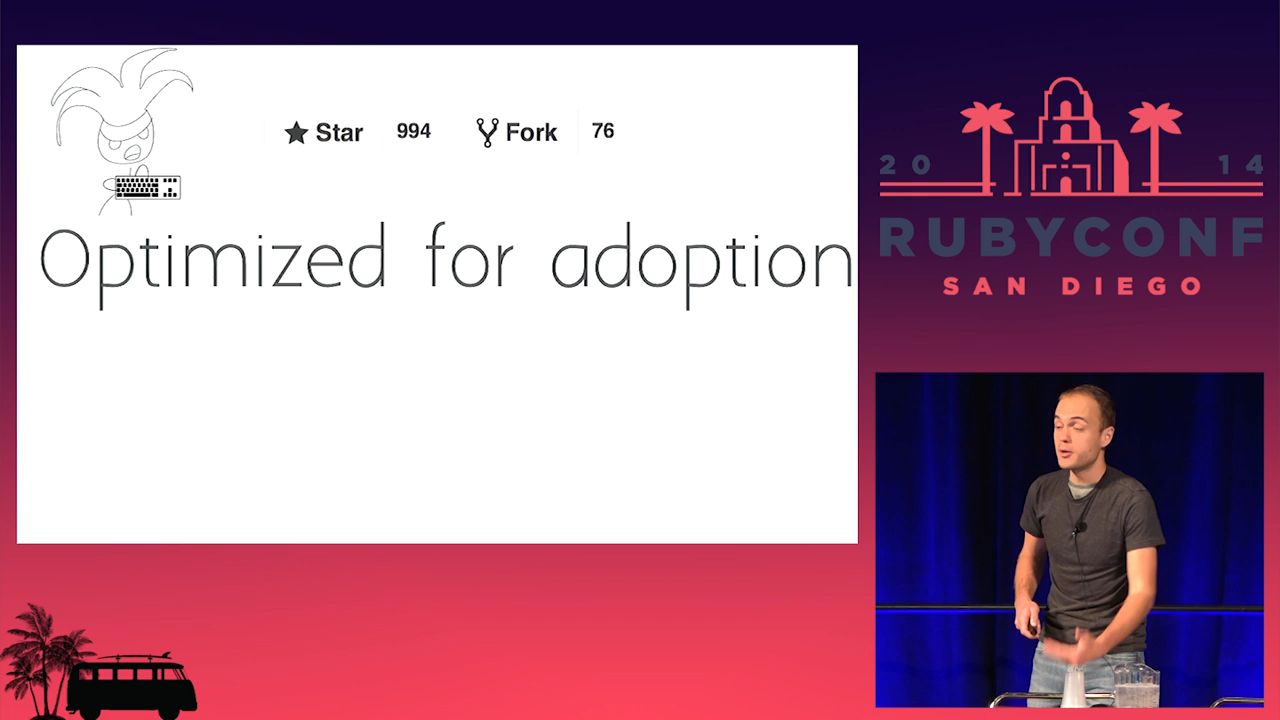 Star 994 Fork 76
Optimized for adoption
20 14
RUBYCONF
SAN DIEGO